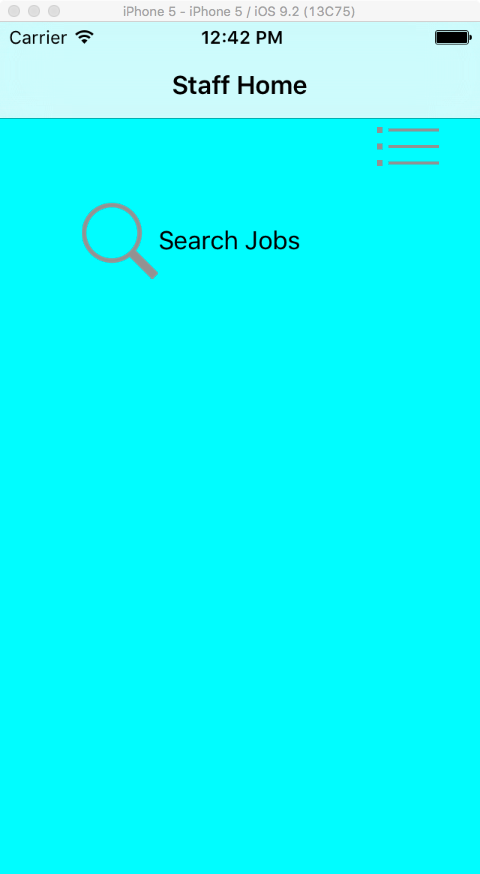 iPhone 5 - iPhone 5 / iOS 9.2 (13C75)
Carrier 12:42 PM
Staff Home
Search Jobs